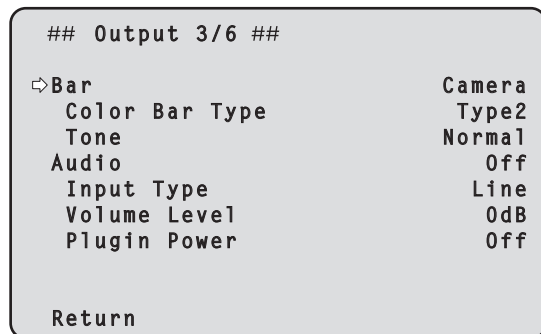 ## Output 3/6 ##
⇨Bar Camera
Color Bar Type Type2
Tone Normal
Audio Off
Input Type Line
Volume Level 0dB
Plugin Power Off
Return